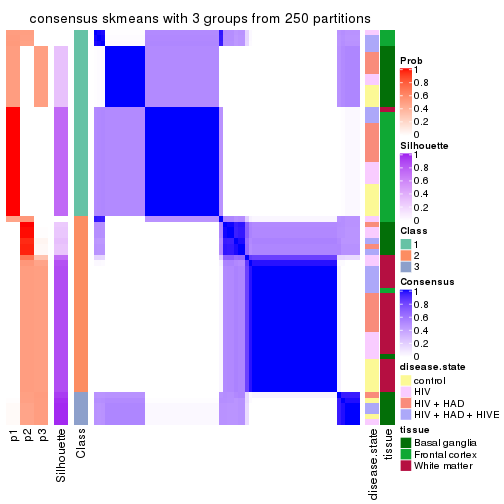 consensus skmeans with 3 groups from 250 partitions
Prob
1
0.8
0.6
0.4
0.2
0
Silhouette
1
0.8
0.6
0.4
0.2
0
Class
1
2
3
Consensus
1
0.8
0.6
0.4
0.2
0
disease.state
control
HIV
HIV + HAD
HIV + HAD + HIVE
tissue
Basal ganglia
Frontal cortex
White matter
p1
p2
p3
Silhouette
Class
disease.state
tissue